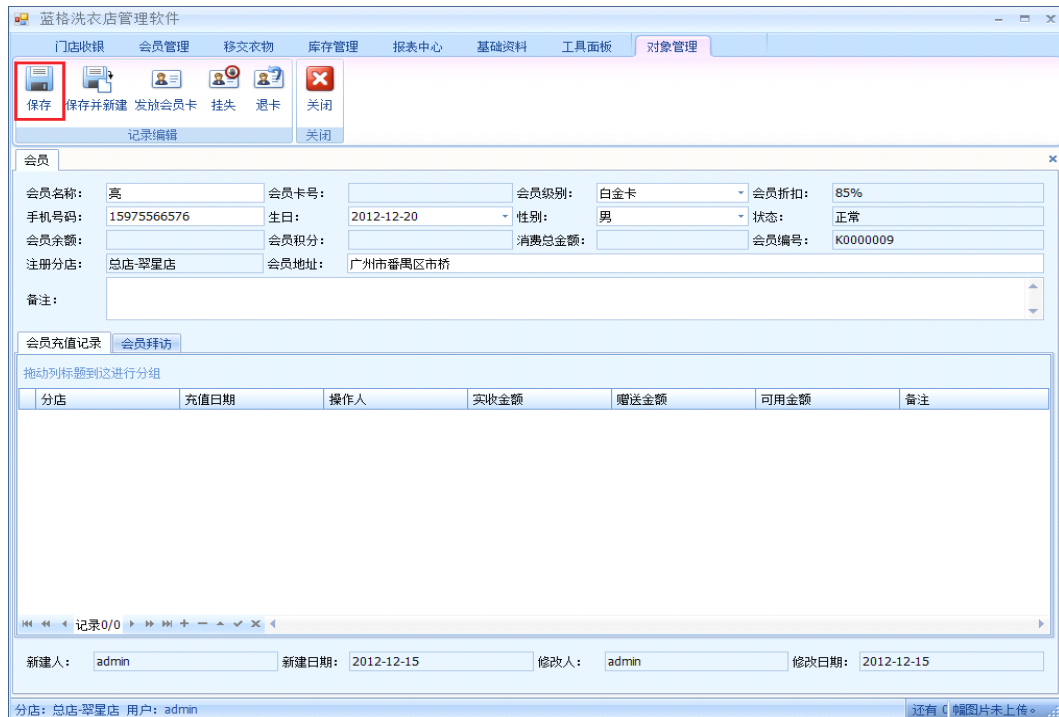 蓝格洗衣店管理软件
门店收银 会员管理 移交衣物 库存管理 报表中心 基础资料 工具面板 对象管理
保存 保存并新建 发放会员卡 挂失 退卡 关闭
记录编辑 关闭
会员
会员名称: 亮 会员卡号: 会员级别: 白金卡 会员折扣: 85%
手机号码: 15975566576 生日: 2012-12-20 性别: 男 状态: 正常
会员余额: 会员积分: 消费总金额: 会员编号: K0000009
注册分店: 总店-翠星店 会员地址: 广州市番禺区市桥
备注:
会员充值记录 会员拜访
拖动列标题到这进行分组
分店 充值日期 操作人 实收金额 赠送金额 可用金额 备注
记录0/0
新建人: admin 新建日期: 2012-12-15 修改人: admin 修改日期: 2012-12-15
分店: 总店-翠星店 用户: admin 还有 幅图片未上传。